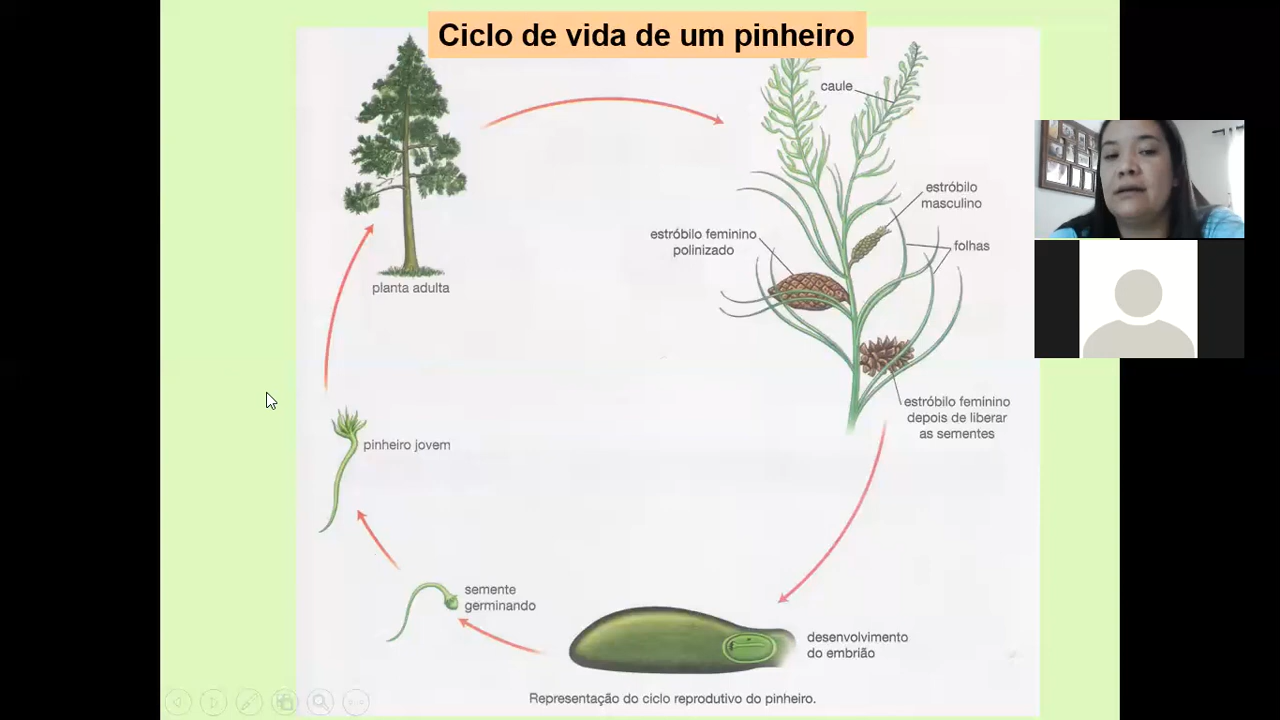 Ciclo de vida de um pinheiro
caule
estróbilo
masculino
estróbilo feminino
polinizado
folhas
planta adulta
estróbilo feminino
depois de liberar
as sementes
pinheiro jovem
semente
germinando
desenvolvimento
do embrião
Representação do ciclo reprodutivo do pinheiro.